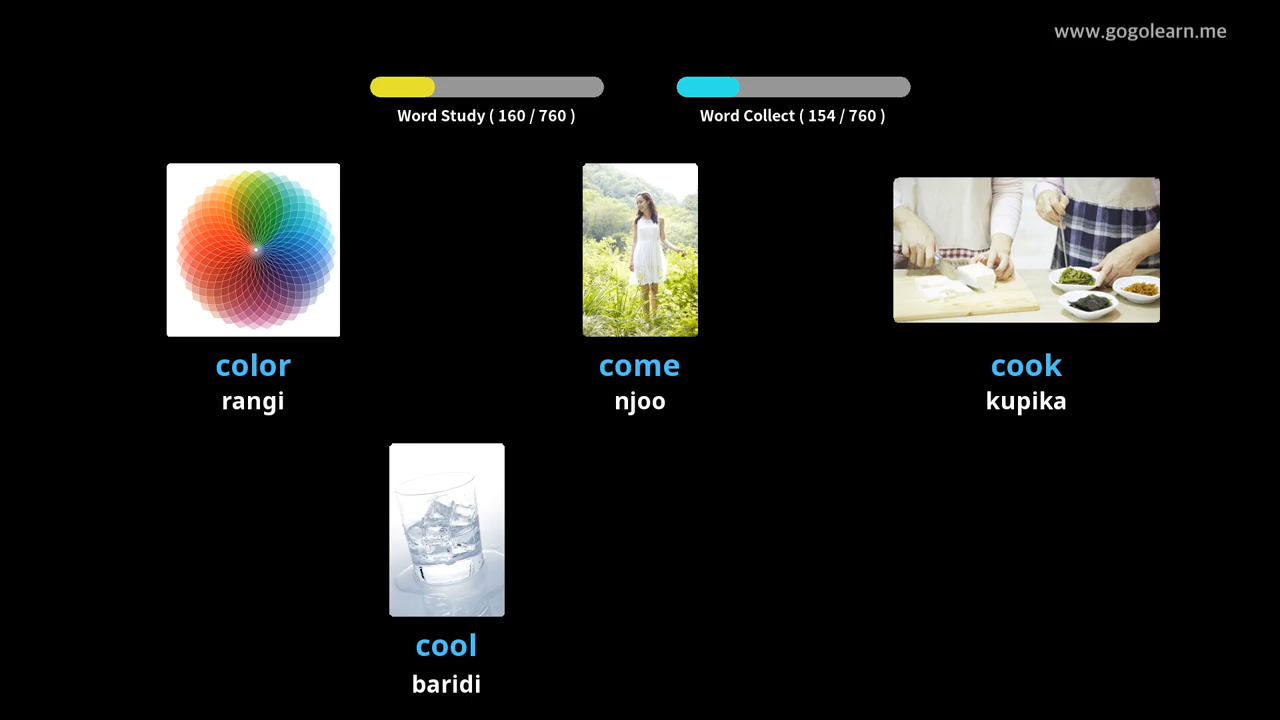 www.gogolearn.me
Word Study ( 160 / 760 )
Word Collect ( 154 / 760 )
color
rangi
come
njoo
cook
kupika
cool
baridi